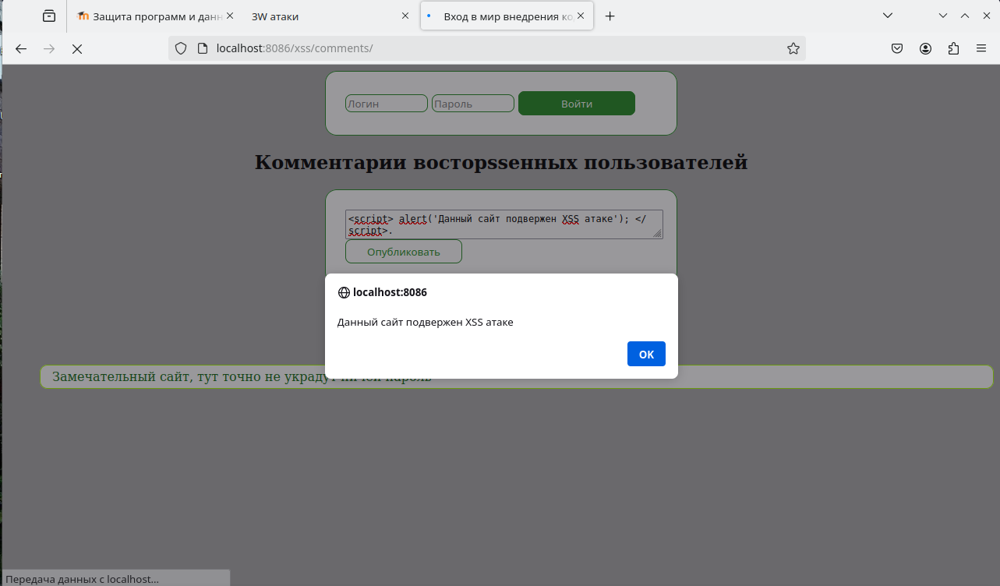 Защита программ и данн
3W атаки
Вход в мир внедрения ко
localhost:8086/xss/comments/
Логин
Пароль
Войти
Комментарии восторssенных пользователей
<script> alert('Данный сайт подвержен XSS атаке'); </
script>.
Опубликовать
localhost:8086
Данный сайт подвержен XSS атаке
OK
Замечательный сайт, тут точно не украдут пароль
Передача данных с localhost...